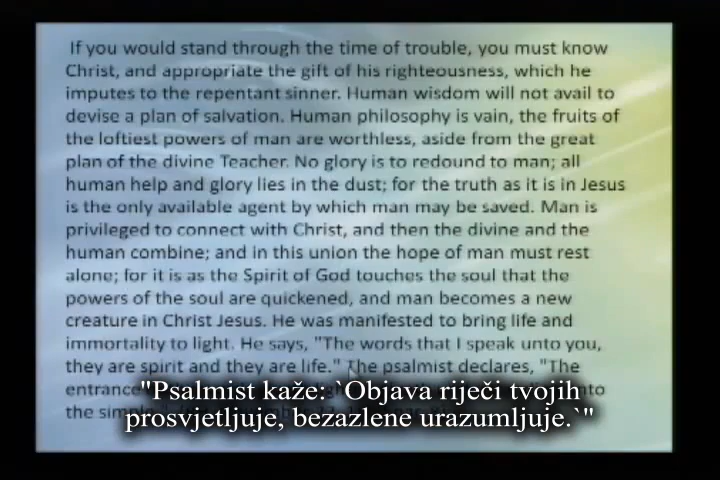 If you would stand through the time of trouble, you must know
Christ, and appropriate the gift of his righteousness, which he
imputes to the repentant sinner. Human wisdom will not avail to
devise a plan of salvation. Human philosophy is vain, the fruits of
the loftiest powers of man are worthless, aside from the great
plan of the divine Teacher. No glory is to redound to man; all
human help and glory lies in the dust; for the truth as it is in Jesus
is the only available agent by which man may be saved. Man is
privileged to connect with Christ, and then the divine and the
human combine; and in this union the hope of man must rest
alone; for it is as the Spirit of God touches the soul that the
powers of the soul are quickened, and man becomes a new
creature in Christ Jesus. He was manifested to bring life and
immortality to light. He says, "The words that I speak unto you,
they are spirit and they are life." The psalmist declares, "The
entrance
the
"Psalmist kaže: `Objava riječi tvojih
prosvjetljuje, bezazlene urazumljuje.`"